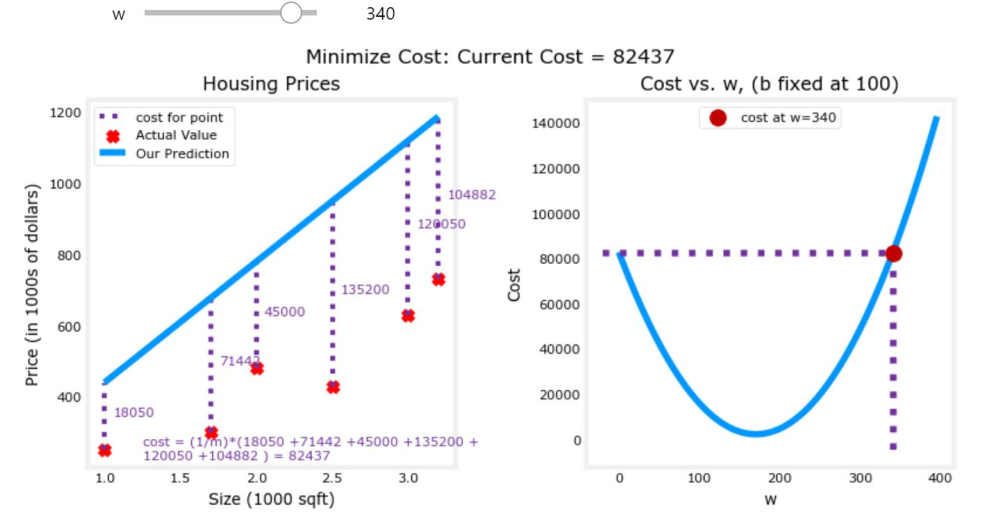 w 340
Minimize Cost: Current Cost = 82437
Housing Prices
cost for point
Actual Value
Our Prediction
1200
1000
800
600
400
Price (in 1000s of dollars)
104882
120050
135200
45000
71442
18050
cost = (1/m)*(18050 +71442 +45000 +135200 +
120050 +104882 ) = 82437
1.0 1.5 2.0 2.5 3.0
Size (1000 sqft)
Cost vs. w, (b fixed at 100)
cost at w=340
140000
120000
100000
80000
60000
40000
20000
0
Cost
0 100 200 300 400
w